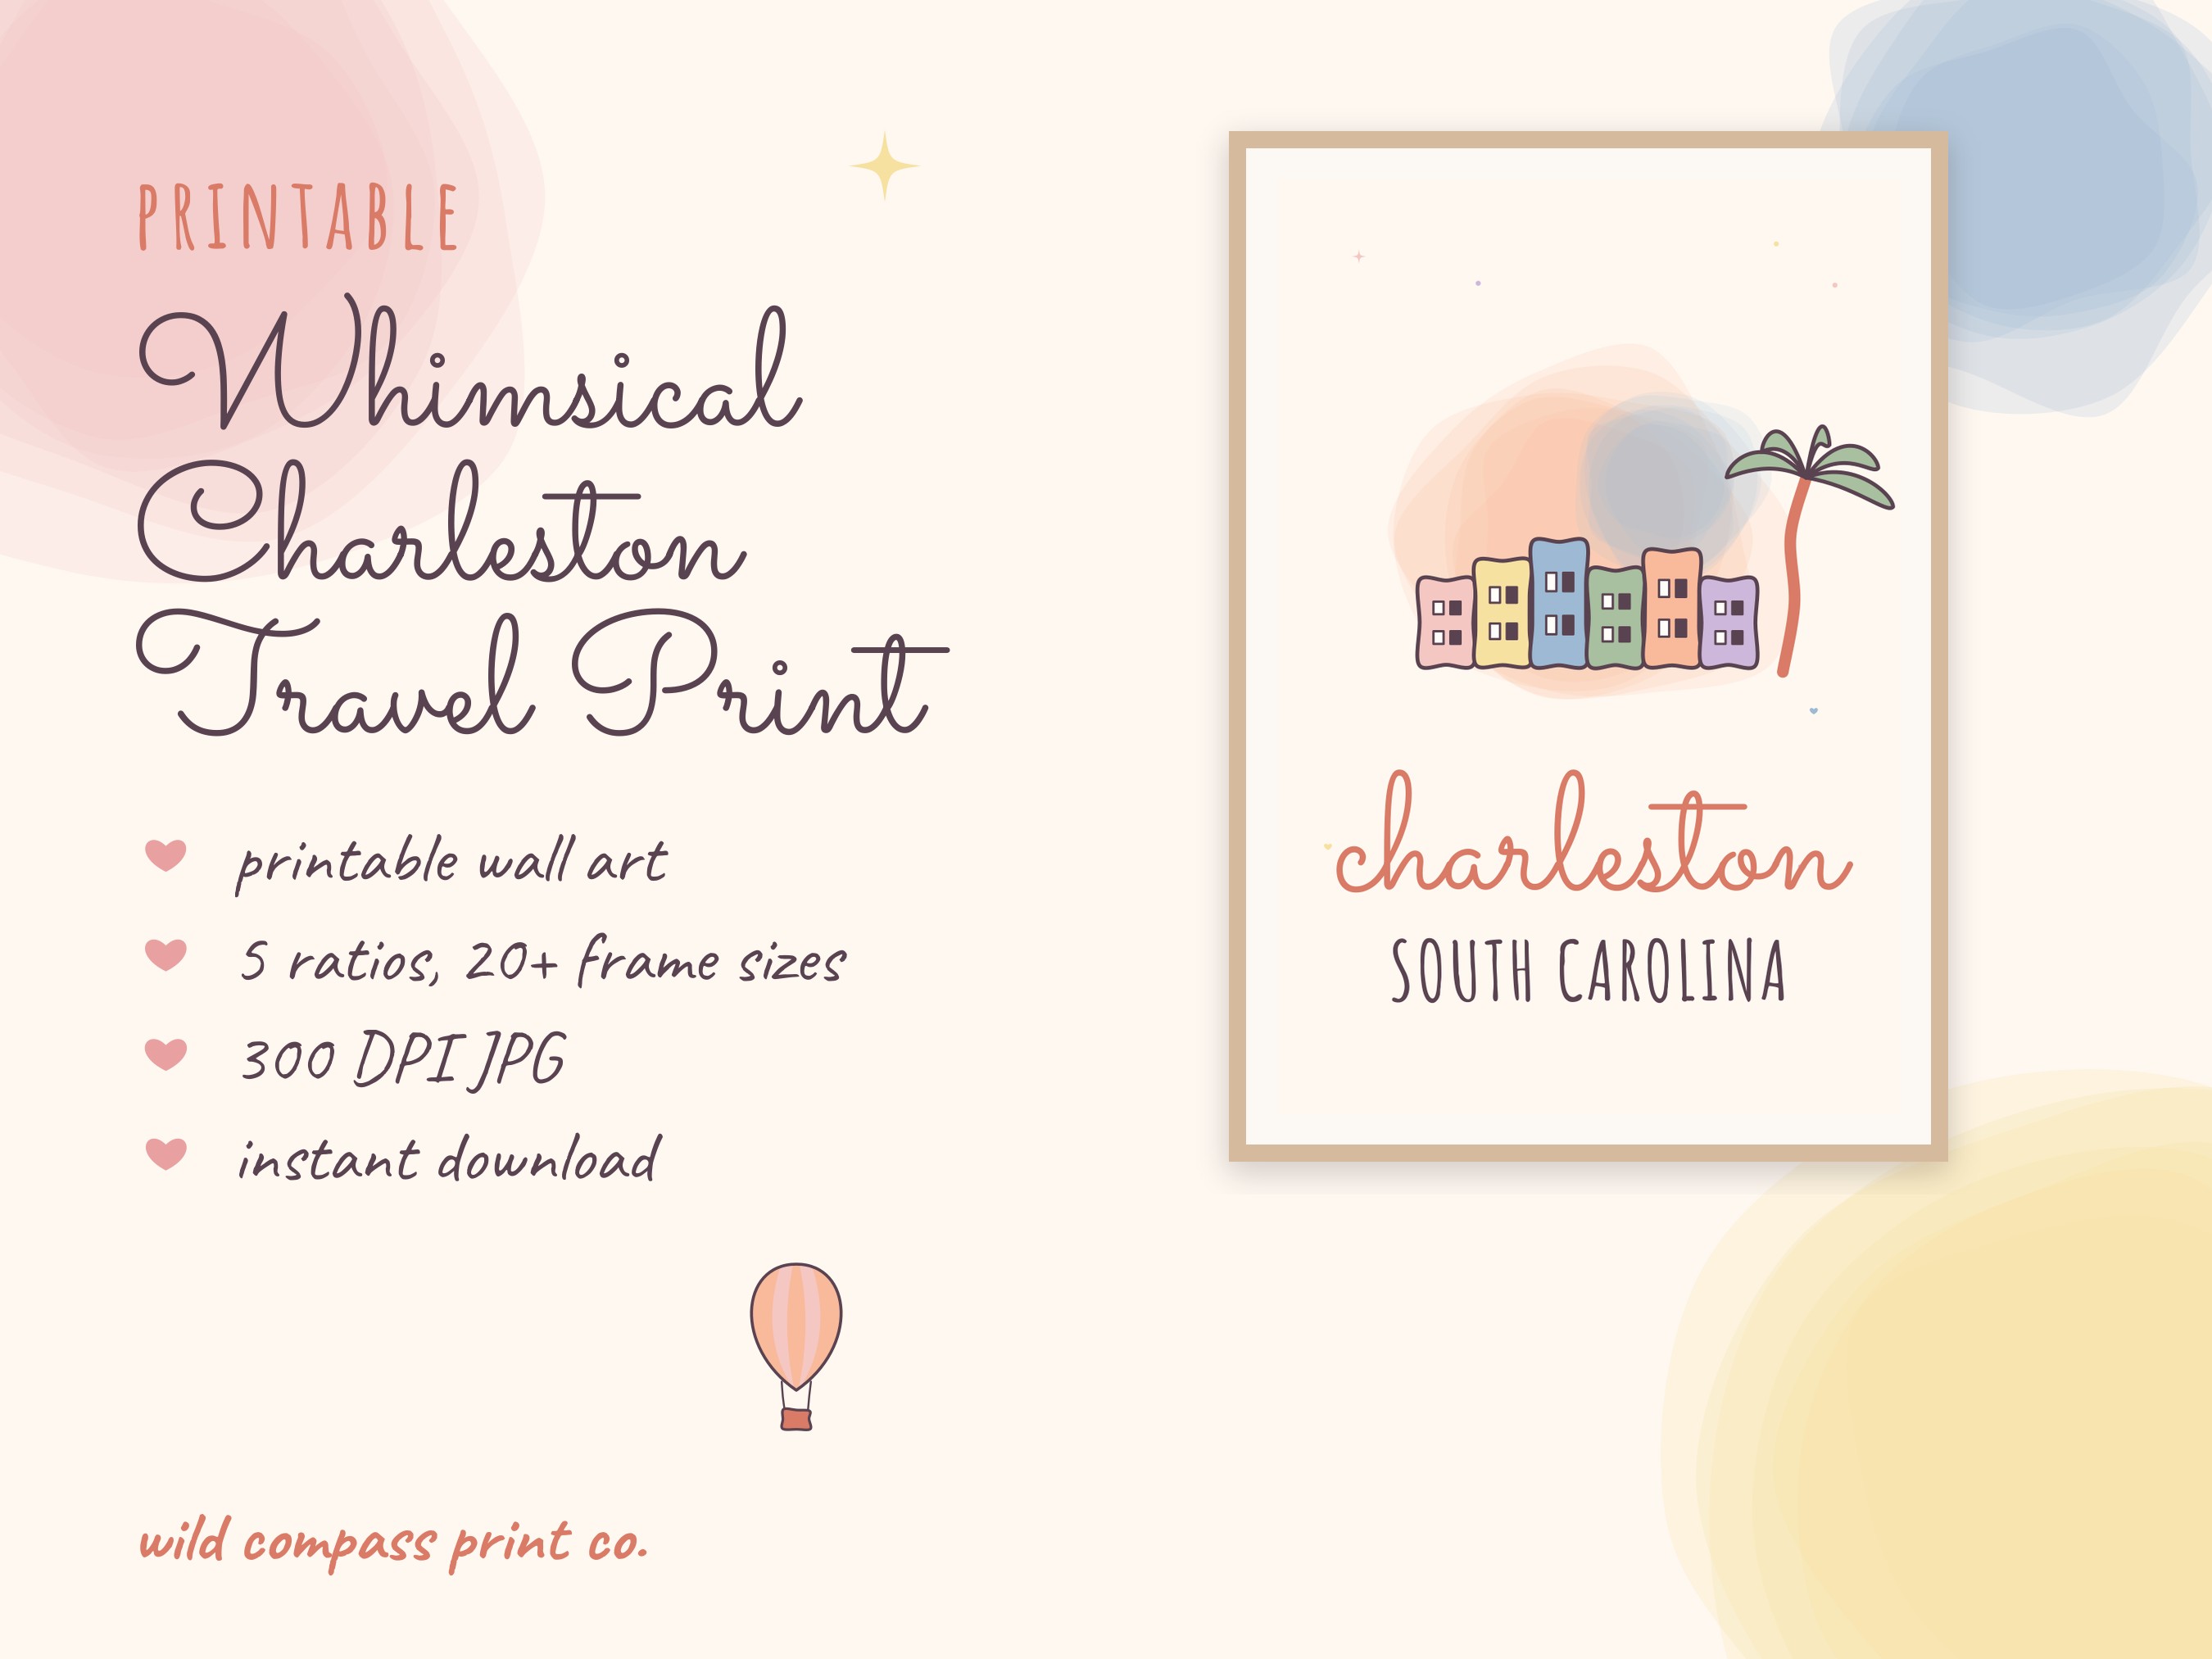 PRINTABLE
Whimsical
Charleston
Travel Print
printable wall art
5 ratios, 20+ frame sizes
300 DPI JPG
instant download
wild compass print co.
charleston
SOUTH CAROLINA